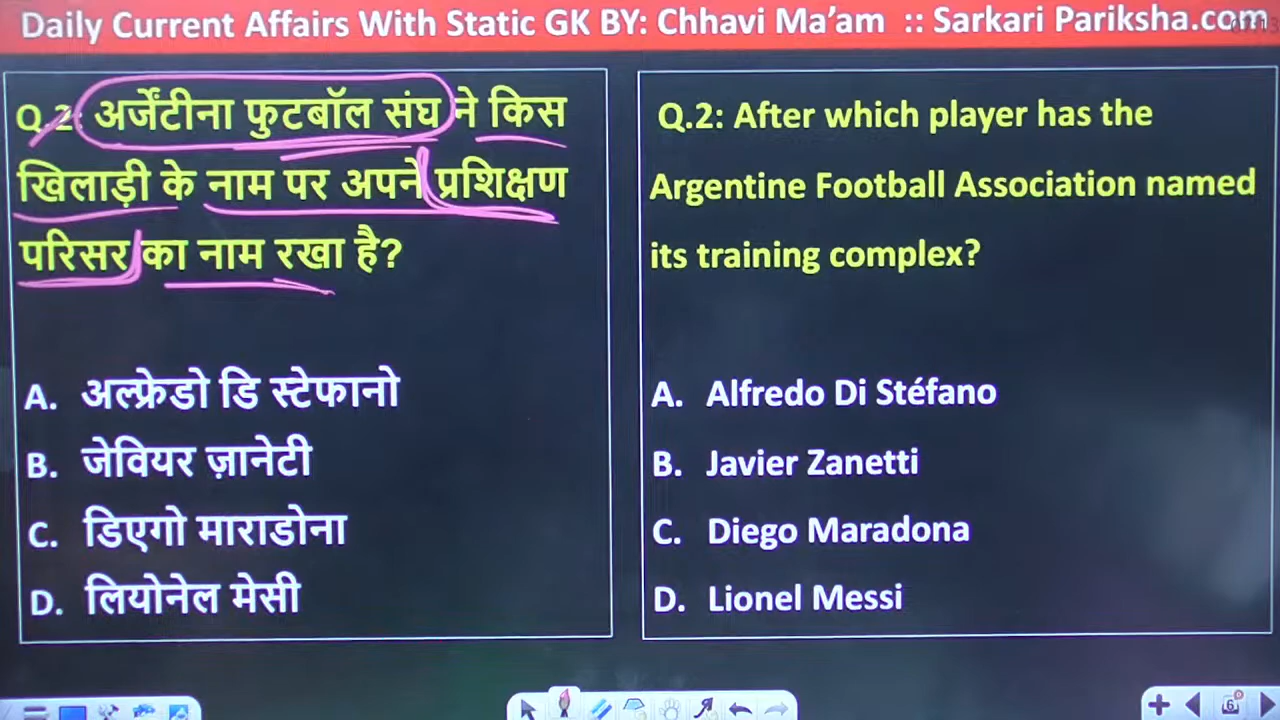 Daily Current Affairs With Static GK BY: Chhavi Ma’am :: Sarkari Pariksha.com
Q.2: अर्जेंटीना फुटबॉल संघ ने किस
खिलाड़ी के नाम पर अपने प्रशिक्षण
परिसर का नाम रखा है?
A. अल्फ्रेडो डि स्टेफानो
B. जेवियर ज़ानेटी
C. डिएगो माराडोना
D. लियोनेल मेसी
Q.2: After which player has the
Argentine Football Association named
its training complex?
A. Alfredo Di Stéfano
B. Javier Zanetti
C. Diego Maradona
D. Lionel Messi
6